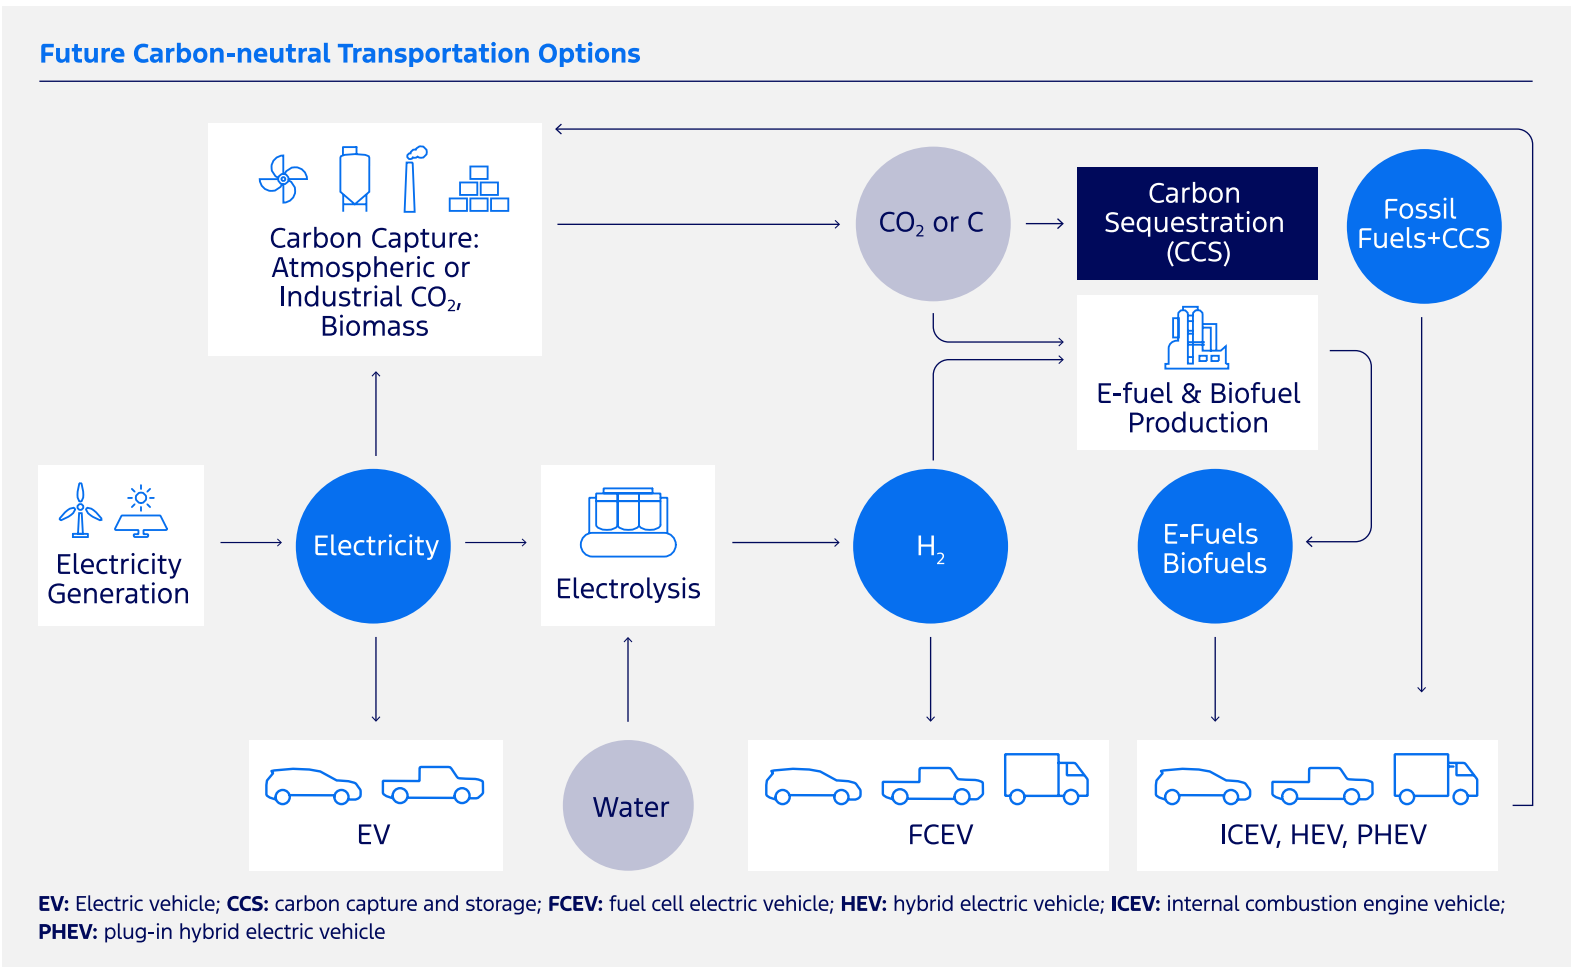 Future Carbon-neutral Transportation Options
Carbon Capture:
Atmospheric or
Industrial CO₂,
Biomass
CO₂ or C
Carbon
Sequestration
(CCS)
Fossil
Fuels+CCS
E-fuel & Biofuel
Production
Electricity
Generation
Electricity
Electrolysis
H₂
E-Fuels
Biofuels
EV
Water
FCEV
ICEV, HEV, PHEV
EV: Electric vehicle; CCS: carbon capture and storage; FCEV: fuel cell electric vehicle; HEV: hybrid electric vehicle; ICEV: internal combustion engine vehicle;
PHEV: plug-in hybrid electric vehicle